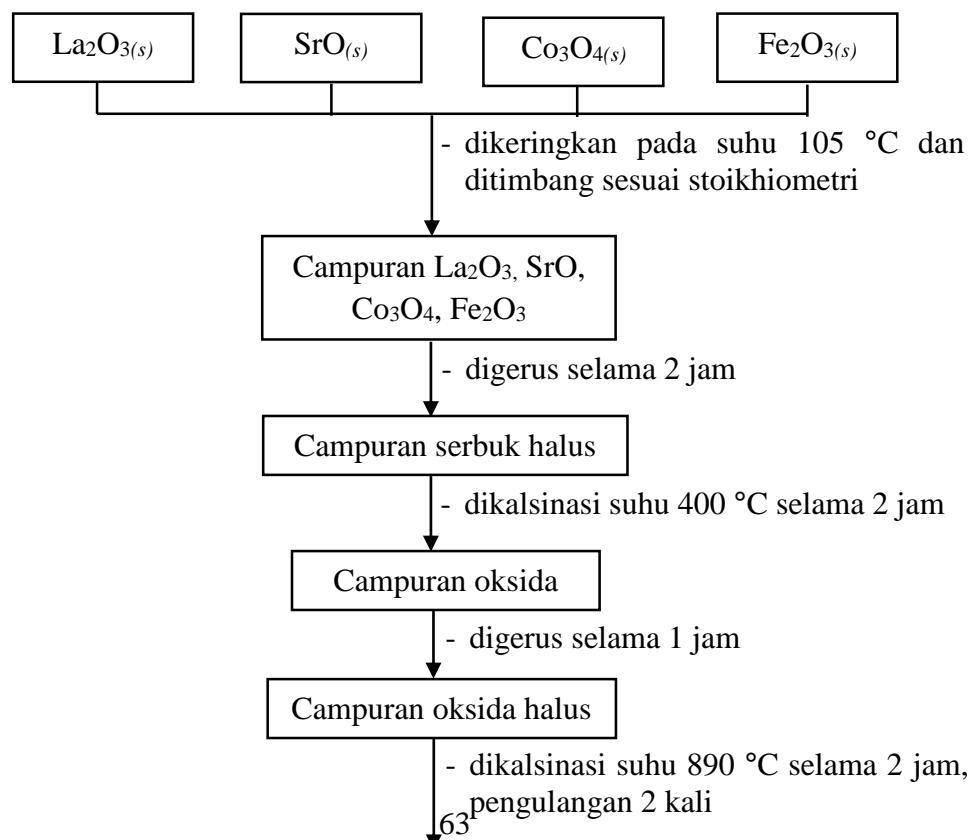 La₂O₃(s) SrO(s) Co₃O₄(s) Fe₂O₃(s)
- dikeringkan pada suhu 105 °C dan
ditimbang sesuai stoikhiometri
Campuran La₂O₃, SrO,
Co₃O₄, Fe₂O₃
- digerus selama 2 jam
Campuran serbuk halus
- dikalsinasi suhu 400 °C selama 2 jam
Campuran oksida
- digerus selama 1 jam
Campuran oksida halus
- dikalsinasi suhu 890 °C selama 2 jam,
pengulangan 2 kali
63